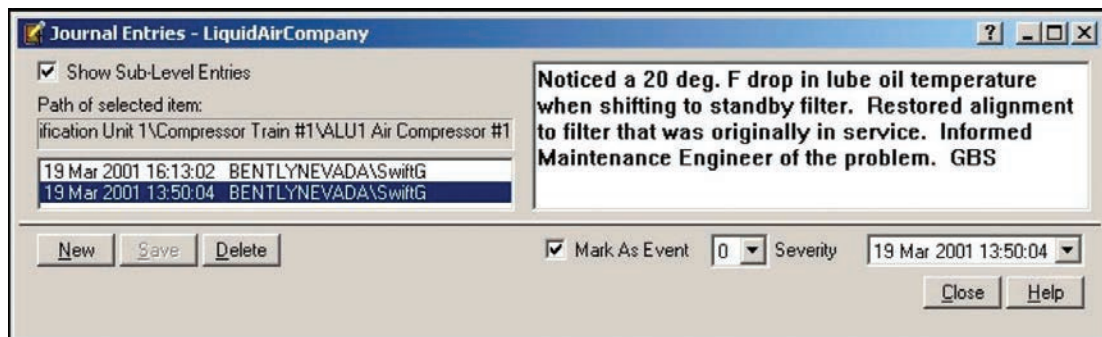 Journal Entries - LiquidAirCompany
Show Sub-Level Entries
Path of selected item:
ification Unit 1\Compressor Train #1\ALU1 Air Compressor #1
19 Mar 2001 16:13:02 BENTLYNEVADA\SwiftG
19 Mar 2001 13:50:04 BENTLYNEVADA\SwiftG
Noticed a 20 deg. F drop in lube oil temperature
when shifting to standby filter. Restored alignment
to filter that was originally in service. Informed
Maintenance Engineer of the problem. GBS
New Save Delete
Mark As Event 0 Severity 19 Mar 2001 13:50:04
Close Help